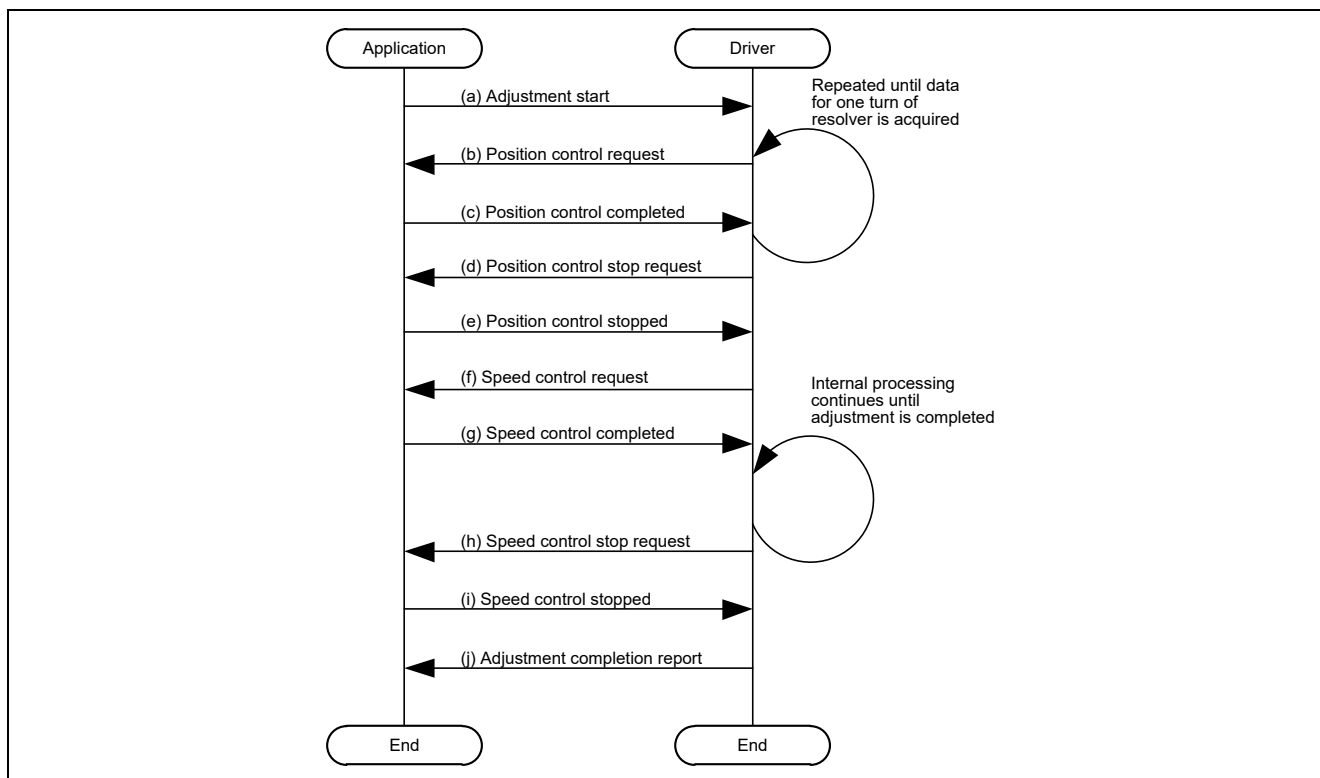 Application
Driver
Repeated until data
for one turn of
resolver is acquired
(a) Adjustment start
(b) Position control request
(c) Position control completed
(d) Position control stop request
(e) Position control stopped
(f) Speed control request
Internal processing
continues until
adjustment is completed
(g) Speed control completed
(h) Speed control stop request
(i) Speed control stopped
(j) Adjustment completion report
End
End